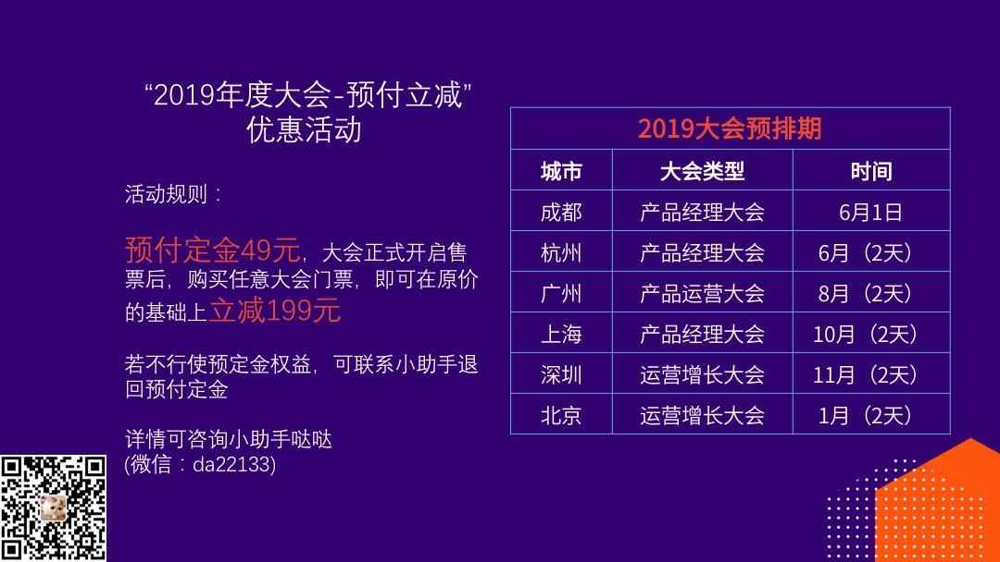 “2019年度大会-预付立减”
优惠活动
活动规则：
预付定金49元，大会正式开启售
票后，购买任意大会门票，即可在原价
的基础上立减199元
若不行使预定金权益，可联系小助手退
回预付定金
详情可咨询小助手哒哒
(微信：da22133)
2019大会预排期
城市 大会类型 时间
成都 产品经理大会 6月1日
杭州 产品经理大会 6月（2天）
广州 产品运营大会 8月（2天）
上海 产品经理大会 10月（2天）
深圳 运营增长大会 11月（2天）
北京 运营增长大会 1月（2天）